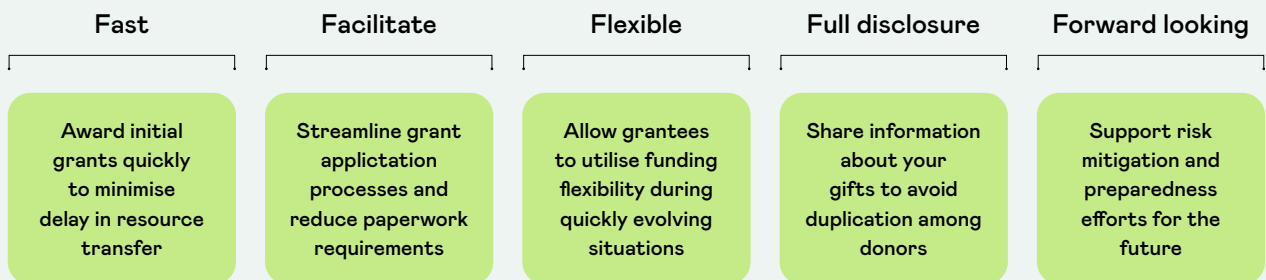 Fast
Award initial
grants quickly
to minimise
delay in resource
transfer
Facilitate
Streamline grant
applictation
processes and
reduce paperwork
requirements
Flexible
Allow grantees
to utilise funding
flexibility during
quickly evolving
situations
Full disclosure
Share information
about your
gifts to avoid
duplication among
donors
Forward looking
Support risk
mitigation and
preparedness
efforts for the
future